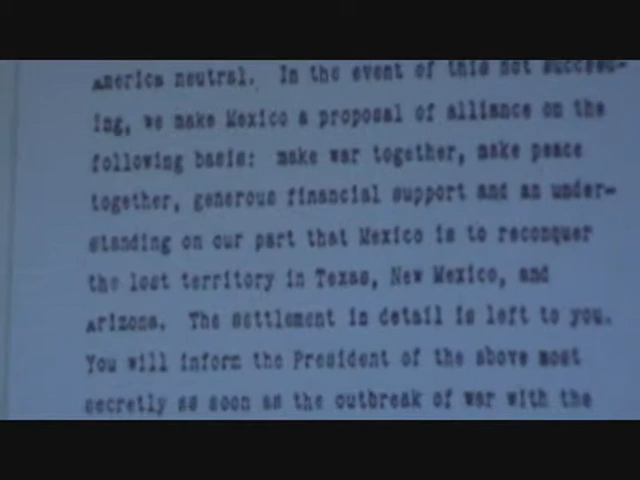 America neutral. In the event of this not succeed-
ing, we make Mexico a proposal of alliance on the
following basis: make war together, make peace
together, generous financial support and an under-
standing on our part that Mexico is to reconquer
the lost territory in Texas, New Mexico, and
Arizona. The settlement in detail is left to you.
You will inform the President of the above most
secretly as soon as the outbreak of war with the